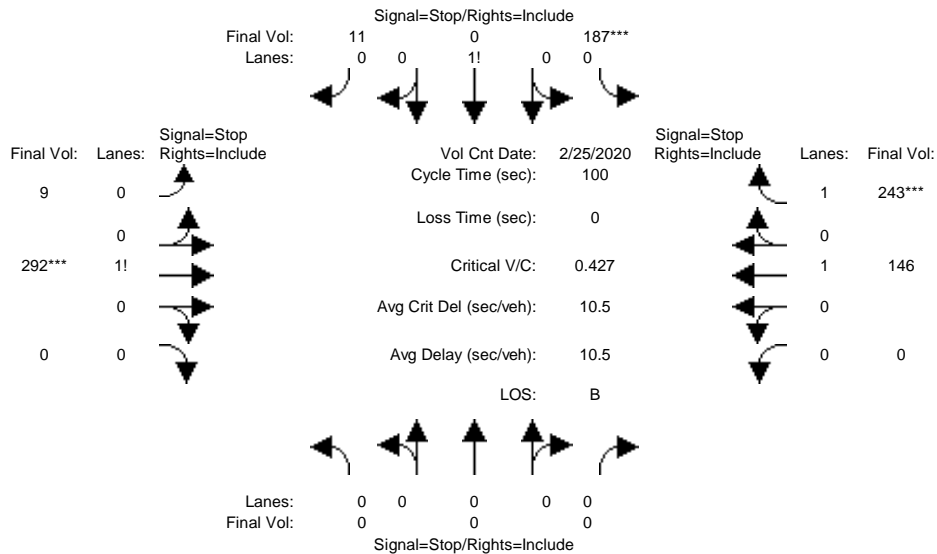 Signal=Stop/Rights=Include
Final Vol: 11 0 187***
Lanes: 0 0 1! 0 0
Signal=Stop
Final Vol: Lanes: Rights=Include
Vol Cnt Date: 2/25/2020
Signal=Stop
Rights=Include Lanes: Final Vol:
Cycle Time (sec): 100
9 0
1 243***
Loss Time (sec): 0
0
0
292*** 1!
Critical V/C: 0.427
1 146
0
Avg Crit Del (sec/veh): 10.5
0
0 0
Avg Delay (sec/veh): 10.5
0 0
LOS: B
Lanes: 0 0 0 0 0
Final Vol: 0 0 0
Signal=Stop/Rights=Include